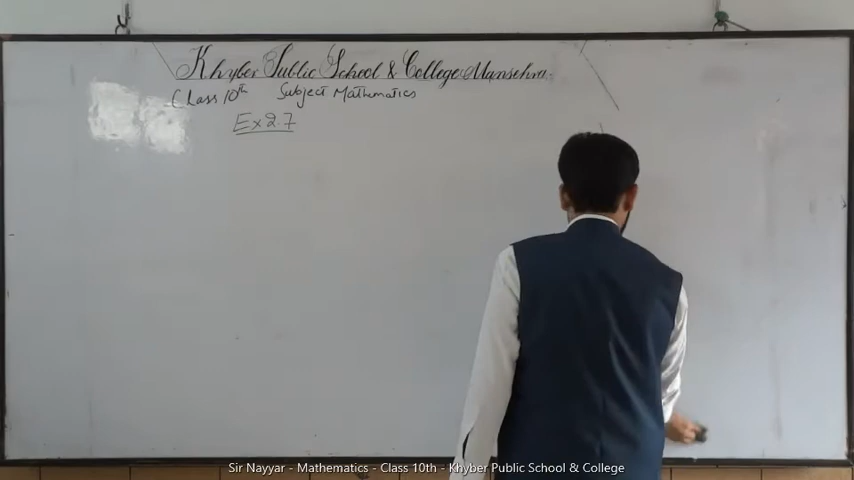 Khyber Public School & College Mansehra.
Class 10th Subject Mathematics
Ex 2.7
Sir Nayyar - Mathematics - Class 10th - Khyber Public School & College